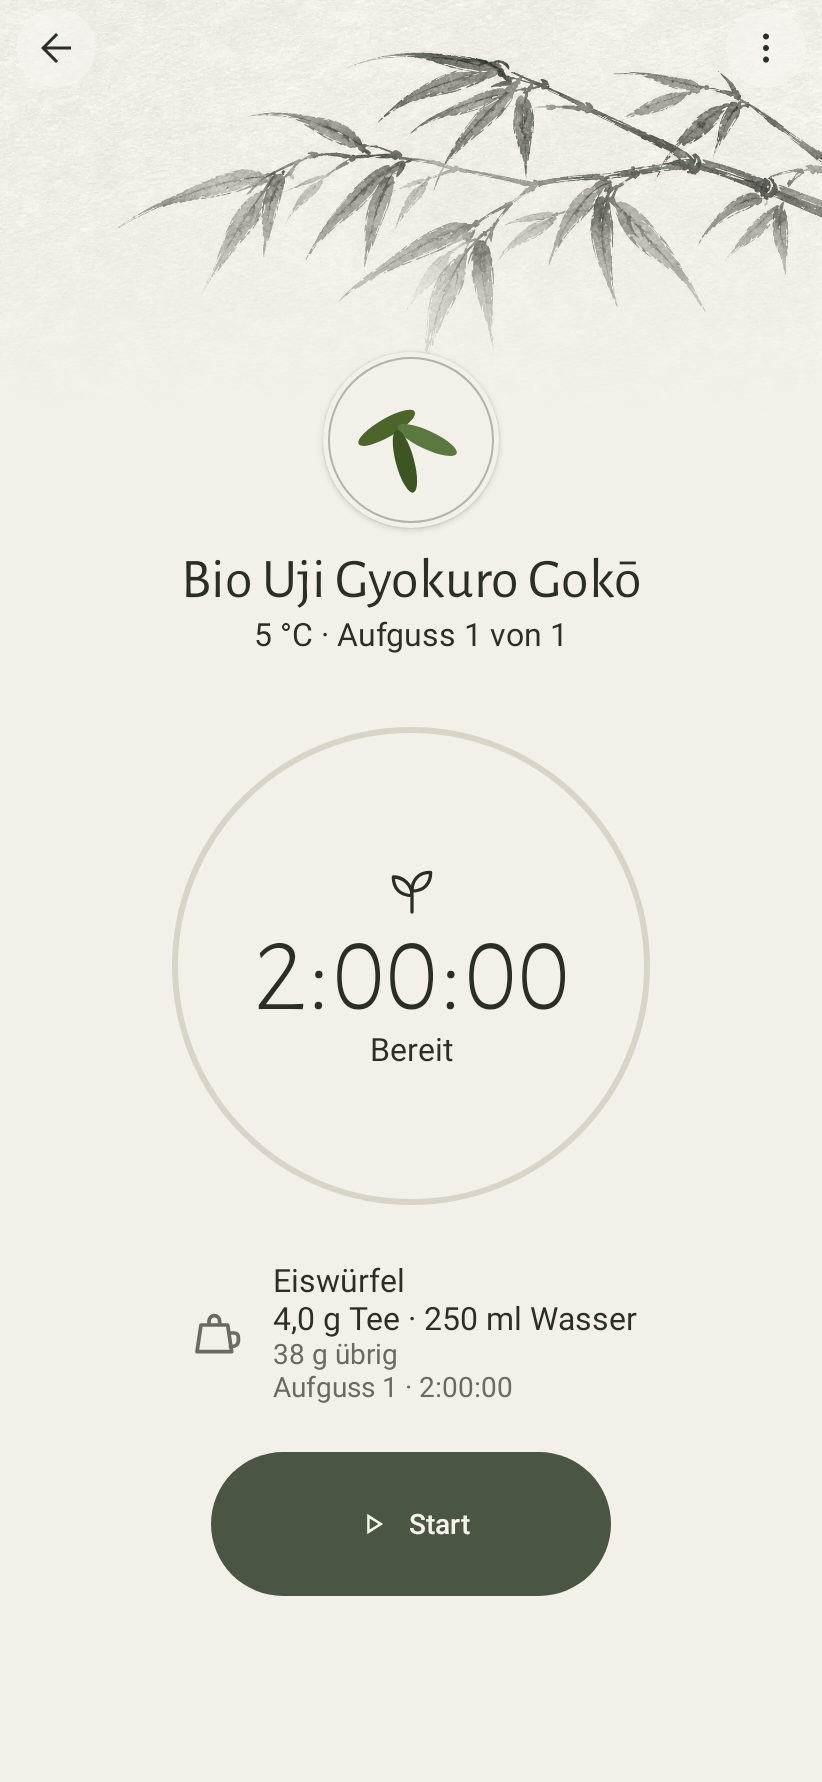 Bio Uji Gyokuro Gokō
5 °C · Aufguss 1 von 1
2:00:00
Bereit
Eiswürfel
4,0 g Tee · 250 ml Wasser
38 g übrig
Aufguss 1 · 2:00:00
Start